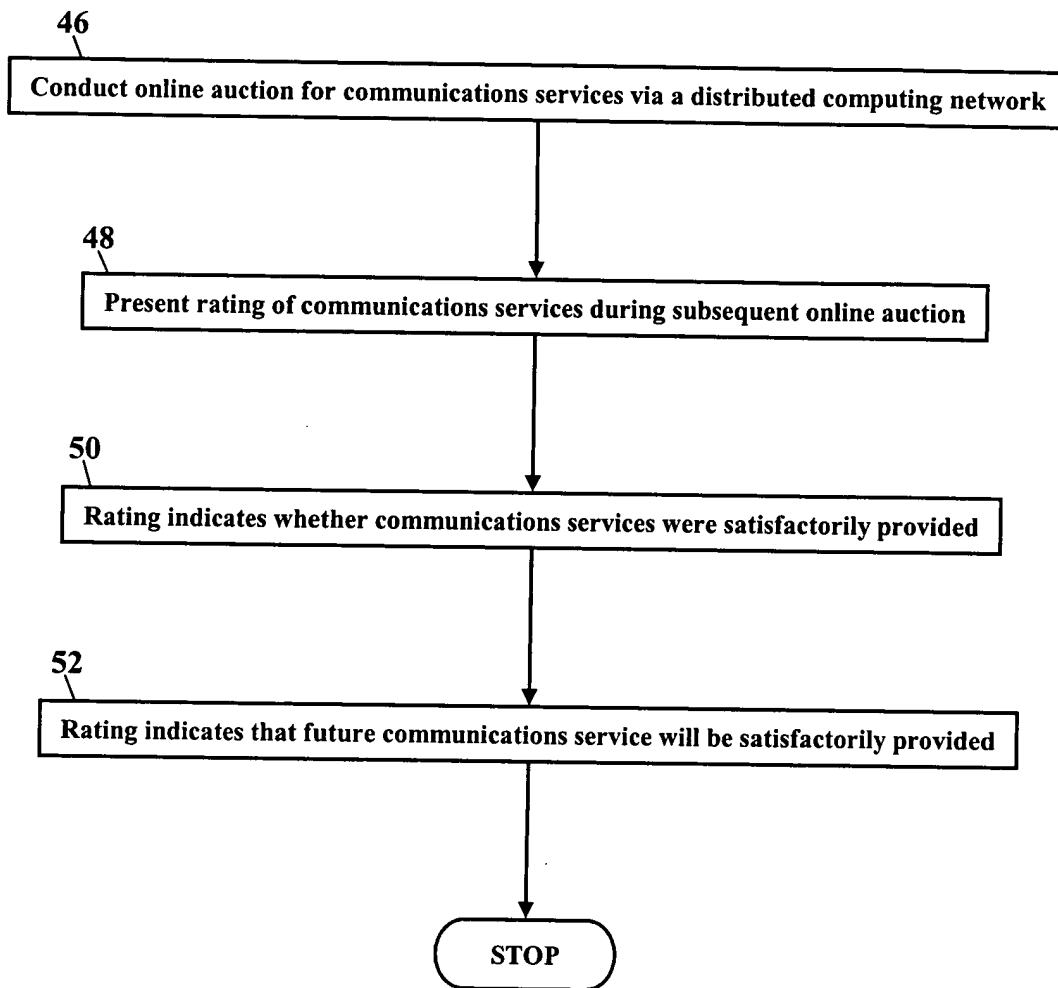 46
Conduct online auction for communications services via a distributed computing network
48
Present rating of communications services during subsequent online auction
50
Rating indicates whether communications services were satisfactorily provided
52
Rating indicates that future communications service will be satisfactorily provided
STOP